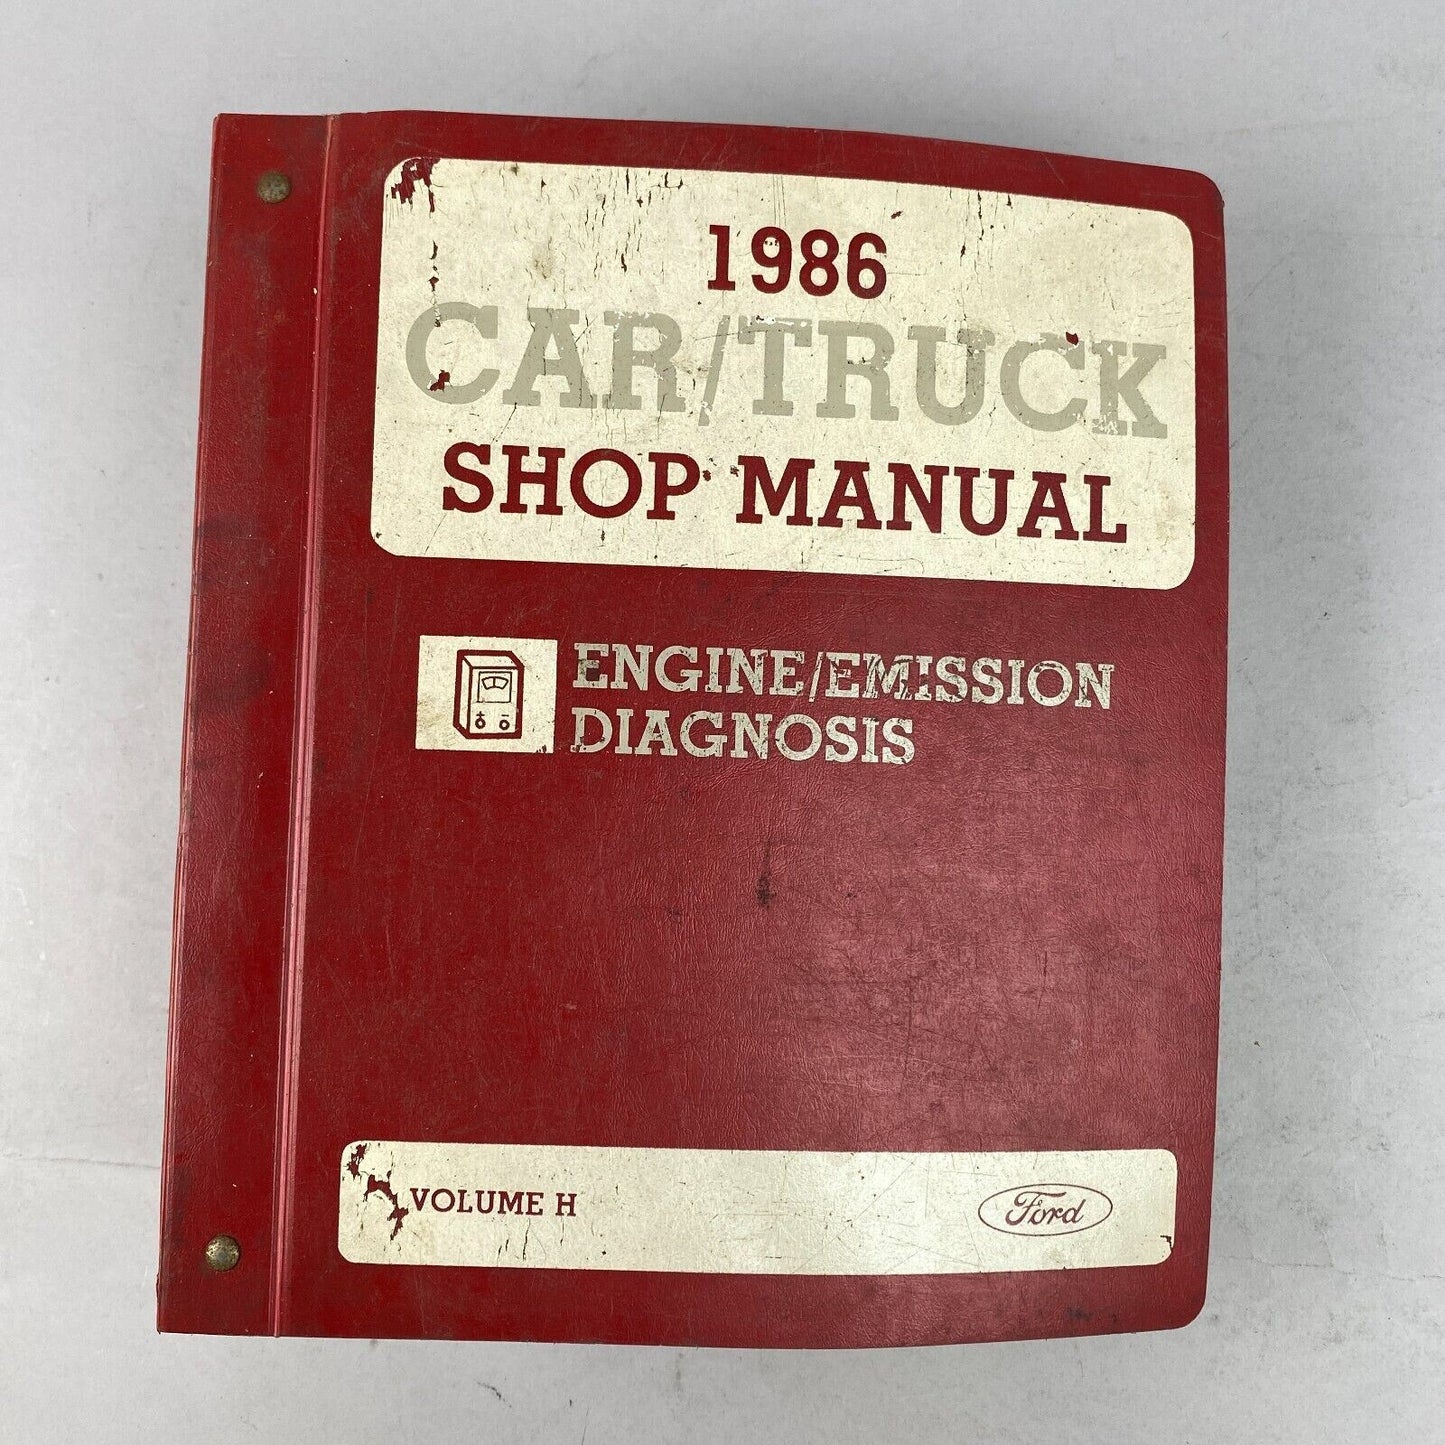 1986
CAR/TRUCK
SHOP MANUAL
ENGINE/EMISSION
DIAGNOSIS
VOLUME H
Ford